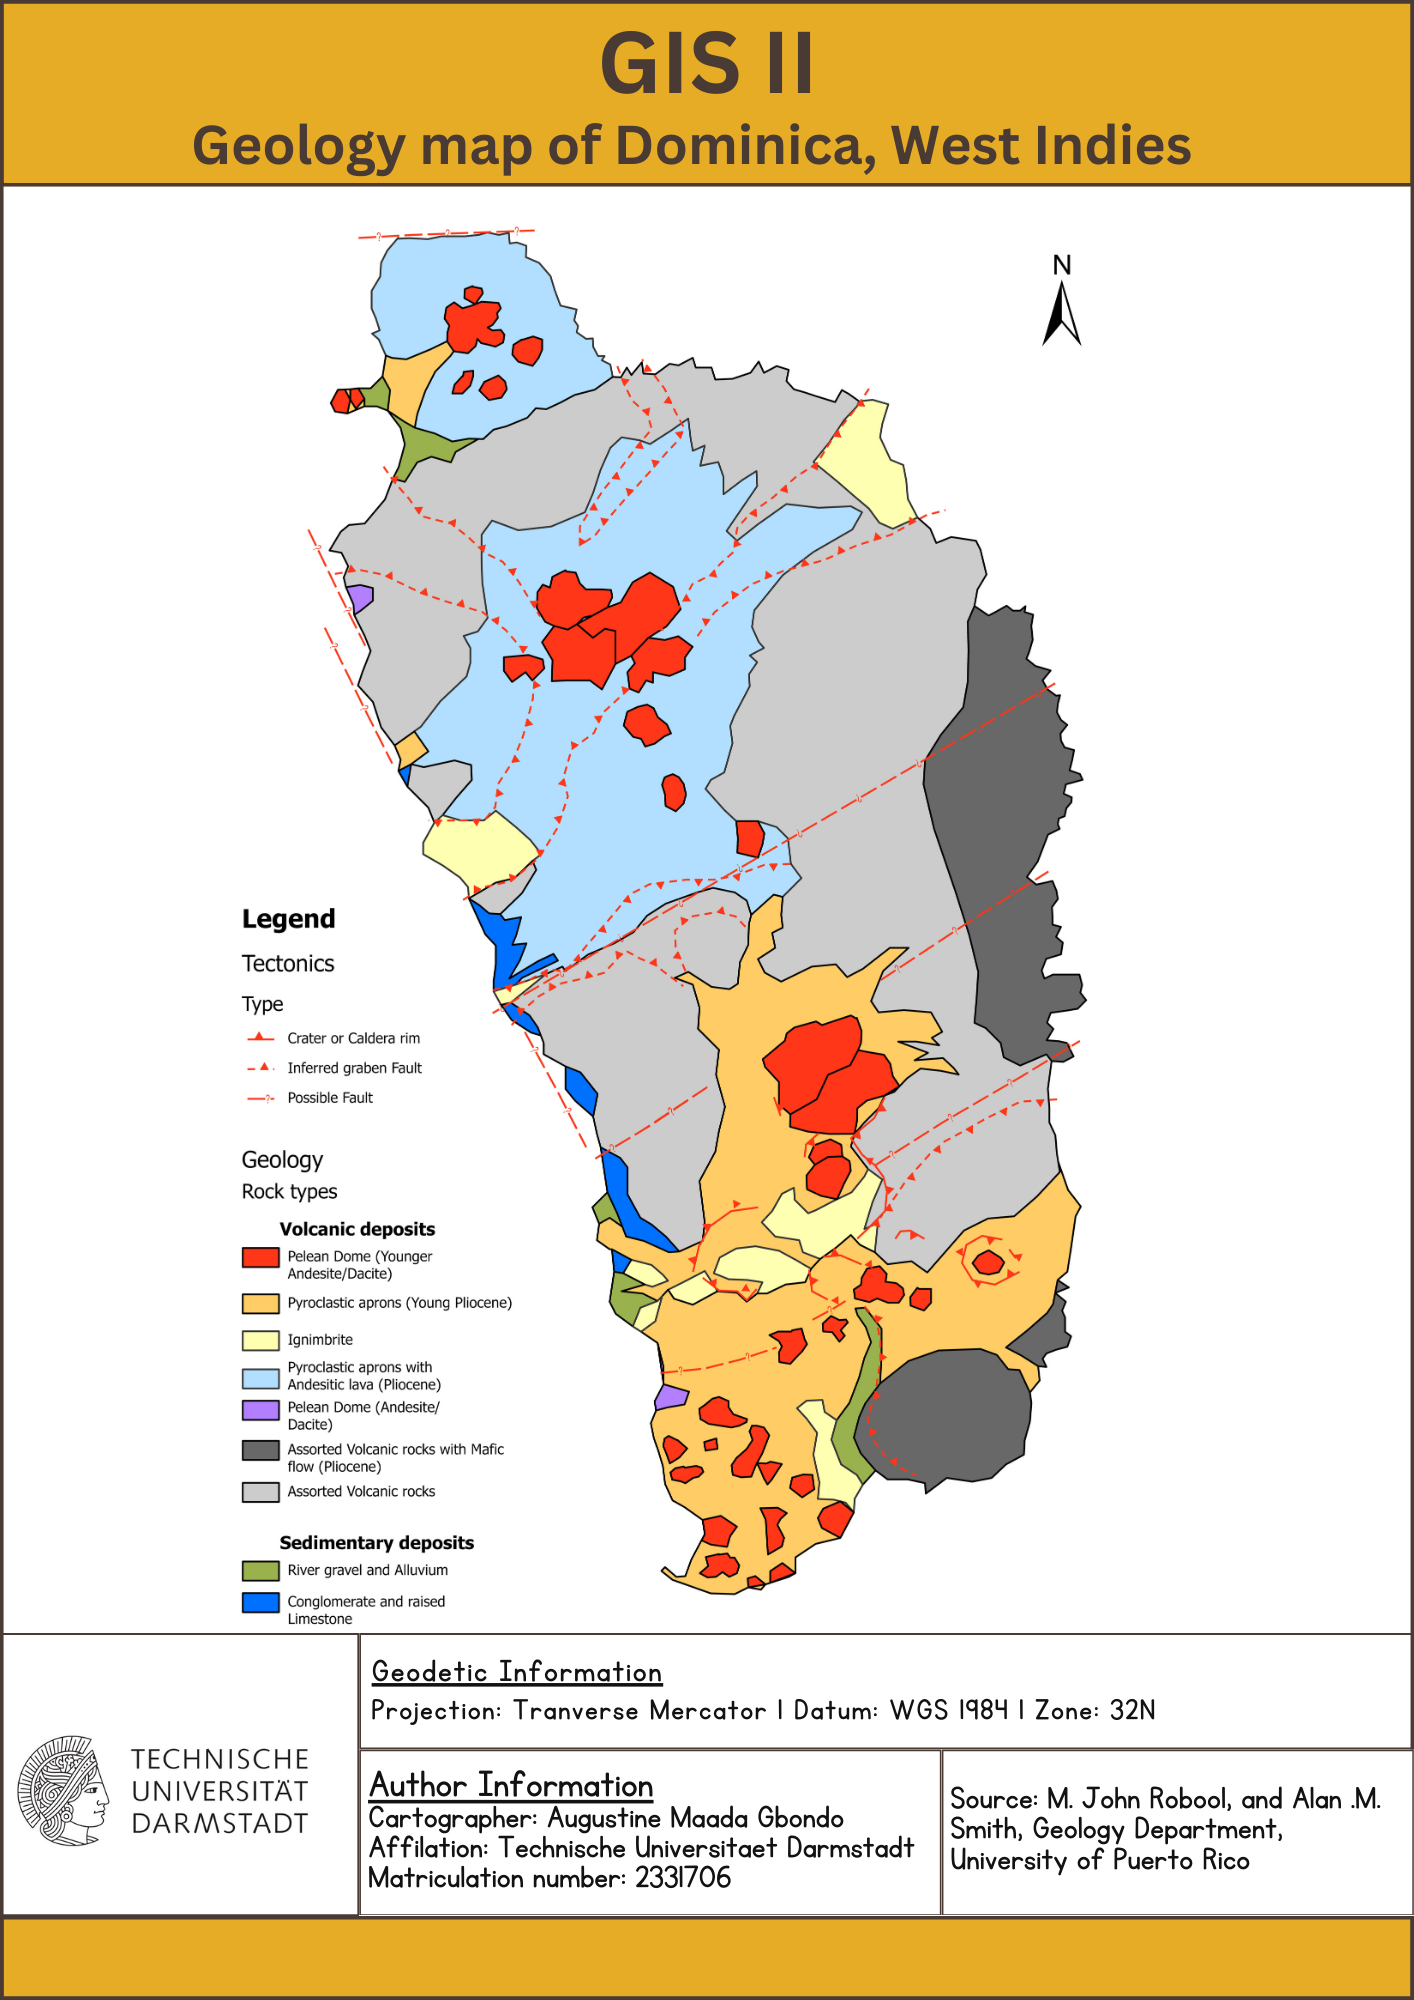 GIS II
Geology map of Dominica, West Indies
N
Legend
Tectonics
Type
Crater or Caldera rim
Inferred graben Fault
Possible Fault
Geology
Rock types
Volcanic deposits
Pelean Dome (Younger
Andesite/Dacite)
Pyroclastic aprons (Young Pliocene)
Ignimbrite
Pyroclastic aprons with
Andesitic lava (Pliocene)
Pelean Dome (Andesite/
Dacite)
Assorted Volcanic rocks with Mafic
flow (Pliocene)
Assorted Volcanic rocks
Sedimentary deposits
River gravel and Alluvium
Conglomerate and raised
Limestone
Geodetic Information
Projection: Tranverse Mercator | Datum: WGS 1984 | Zone: 32N
TECHNISCHE
UNIVERSITÄT
DARMSTADT
Author Information
Cartographer: Augustine Maada Gbondo
Affilation: Technische Universitaet Darmstadt
Matriculation number: 2331706
Source: M. John Robool, and Alan .M.
Smith, Geology Department,
University of Puerto Rico